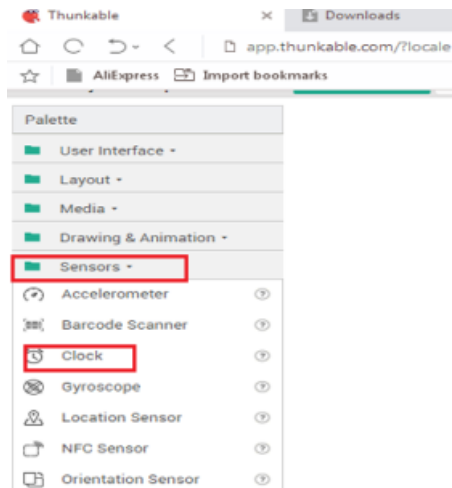 Thunkable × Downloads
app.thunkable.com/?locale
AliExpress Import bookmarks
Palette
User Interface
Layout
Media
Drawing & Animation
Sensors
Accelerometer
Barcode Scanner
Clock
Gyroscope
Location Sensor
NFC Sensor
Orientation Sensor